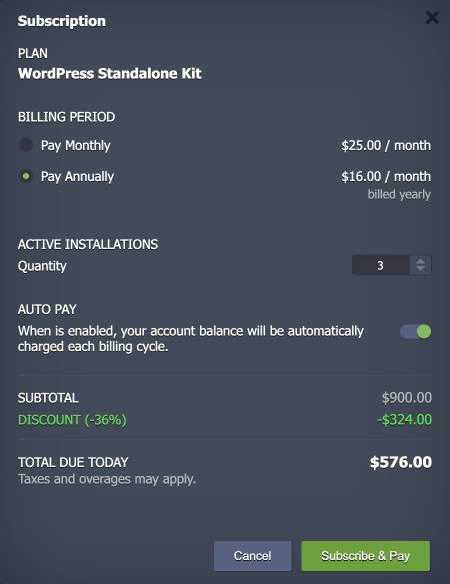 Subscription
PLAN
WordPress Standalone Kit
BILLING PERIOD
Pay Monthly $25.00 / month
Pay Annually $16.00 / month
billed yearly
ACTIVE INSTALLATIONS
Quantity 3
AUTO PAY
When is enabled, your account balance will be automatically
charged each billing cycle.
SUBTOTAL $900.00
DISCOUNT (-36%) -$324.00
TOTAL DUE TODAY $576.00
Taxes and overages may apply.
Cancel Subscribe & Pay